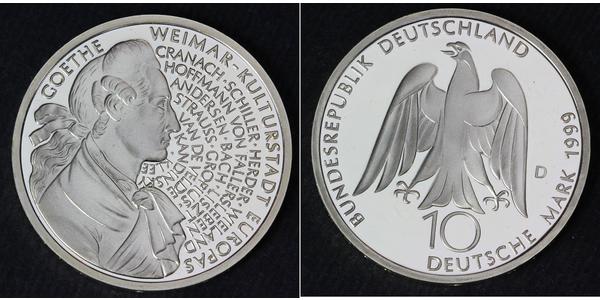 GOETHE
WEIMAR-KULTURSTADT EUROPAS
CRANACH · SCHILLER · HERDER · WIELAND
HOFFMANN VON FALLERSLEBEN
ANDERSEN · BACH
STRAUSS · GROPIUS
BUNDESREPUBLIK DEUTSCHLAND
D
10
DEUTSCHE MARK 1999